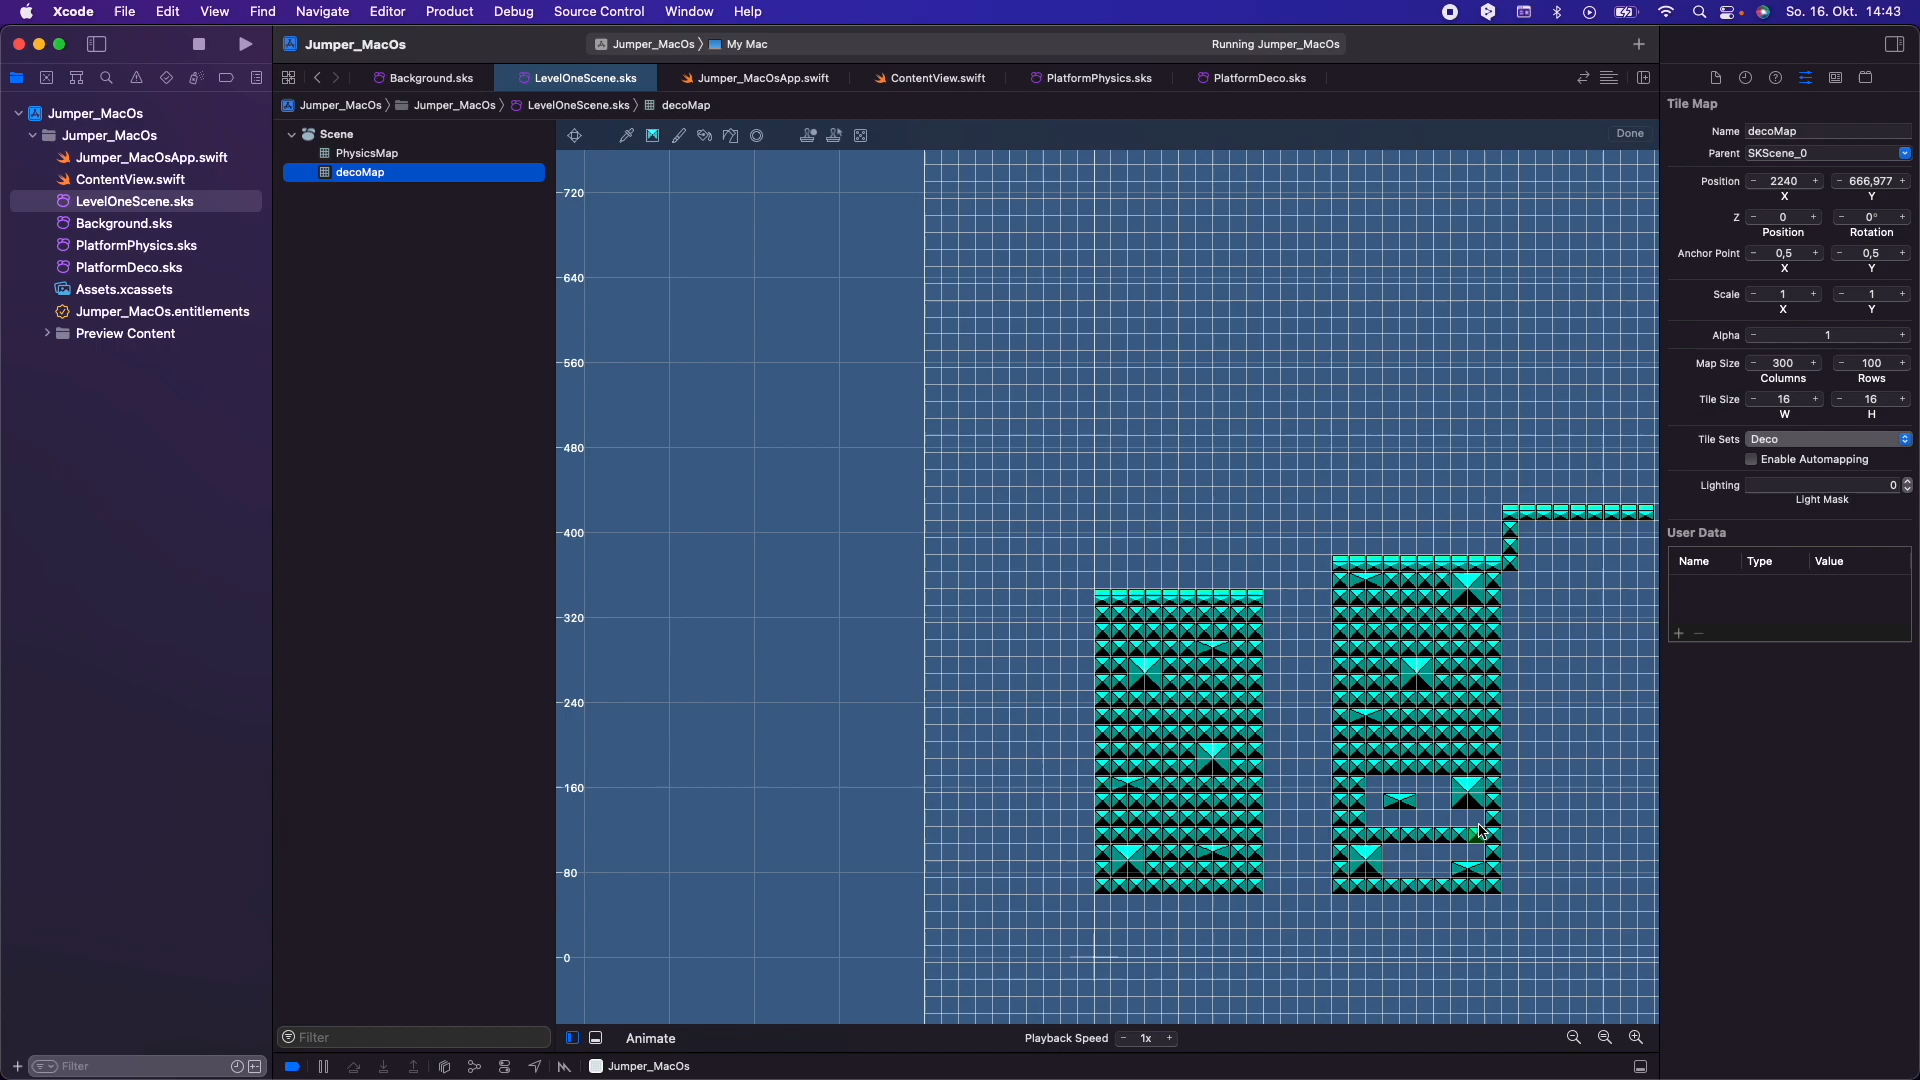 Xcode File Edit View Find Navigate Editor Product Debug Source Control Window Help
So. 16. Okt. 14:43
Jumper_MacOs
Jumper_MacOs
My Mac
Running Jumper_MacOs
Background.sks
LevelOneScene.sks
Jumper_MacOsApp.swift
ContentView.swift
PlatformPhysics.sks
PlatformDeco.sks
Jumper_MacOs
Jumper_MacOs
LevelOneScene.sks
decoMap
Jumper_MacOs
Jumper_MacOs
Jumper_MacOsApp.swift
ContentView.swift
LevelOneScene.sks
Background.sks
PlatformPhysics.sks
PlatformDeco.sks
Assets.xcassets
Jumper_MacOs.entitlements
Preview Content
Filter
Scene
PhysicsMap
decoMap
Filter
Done
720
640
560
480
400
320
240
160
80
0
Animate
Playback Speed
1x
Jumper_MacOs
Tile Map
Name decoMap
Parent SKScene_0
Position − 2240 + − 666,977 +
X Y
Z − 0 + − 0° +
Position Rotation
Anchor Point − 0,5 + − 0,5 +
X Y
Scale − 1 + − 1 +
X Y
Alpha − 1 +
Map Size − 300 + − 100 +
Columns Rows
Tile Size − 16 + − 16 +
W H
Tile Sets Deco
Enable Automapping
Lighting 0
Light Mask
User Data
Name Type Value